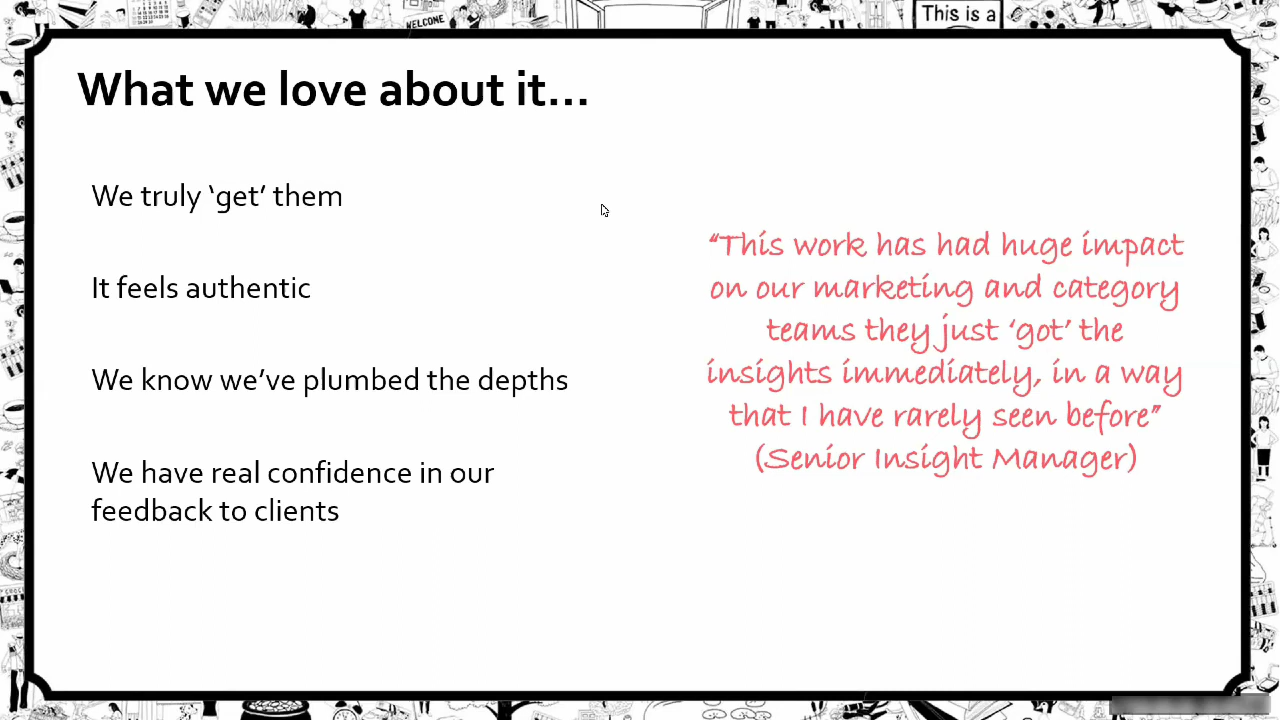 WELCOME
This is a
What we love about it...
We truly ‘get’ them
It feels authentic
We know we’ve plumbed the depths
We have real confidence in our
feedback to clients
“This work has had huge impact
on our marketing and category
teams they just ‘got’ the
insights immediately, in a way
that I have rarely seen before”
(Senior Insight Manager)